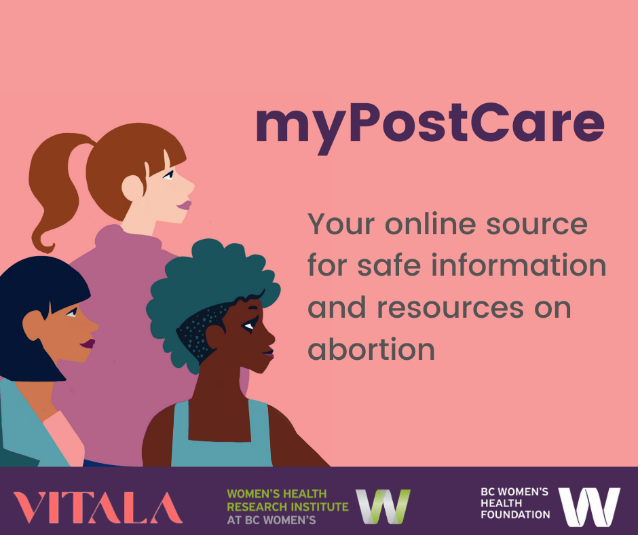 myPostCare
Your online source
for safe information
and resources on
abortion
VITALA
WOMEN'S HEALTH
RESEARCH INSTITUTE
AT BC WOMEN'S
W
BC WOMEN'S
HEALTH
FOUNDATION
W